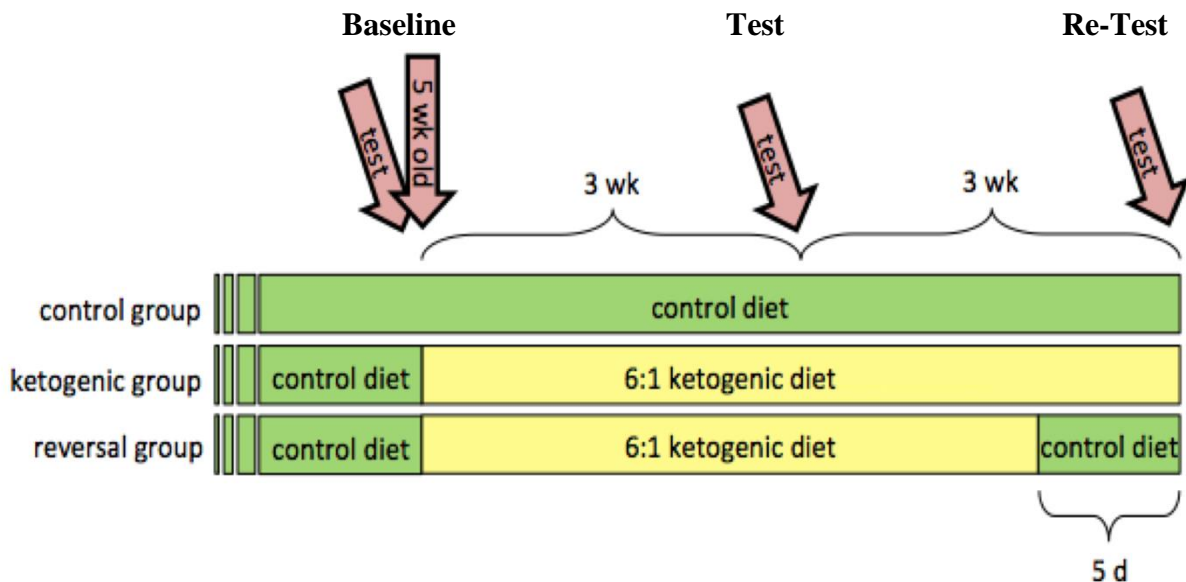 Baseline Test Re-Test
test 5 wk old test test
3 wk 3 wk
control group control diet
ketogenic group control diet 6:1 ketogenic diet
reversal group control diet 6:1 ketogenic diet control diet
5 d